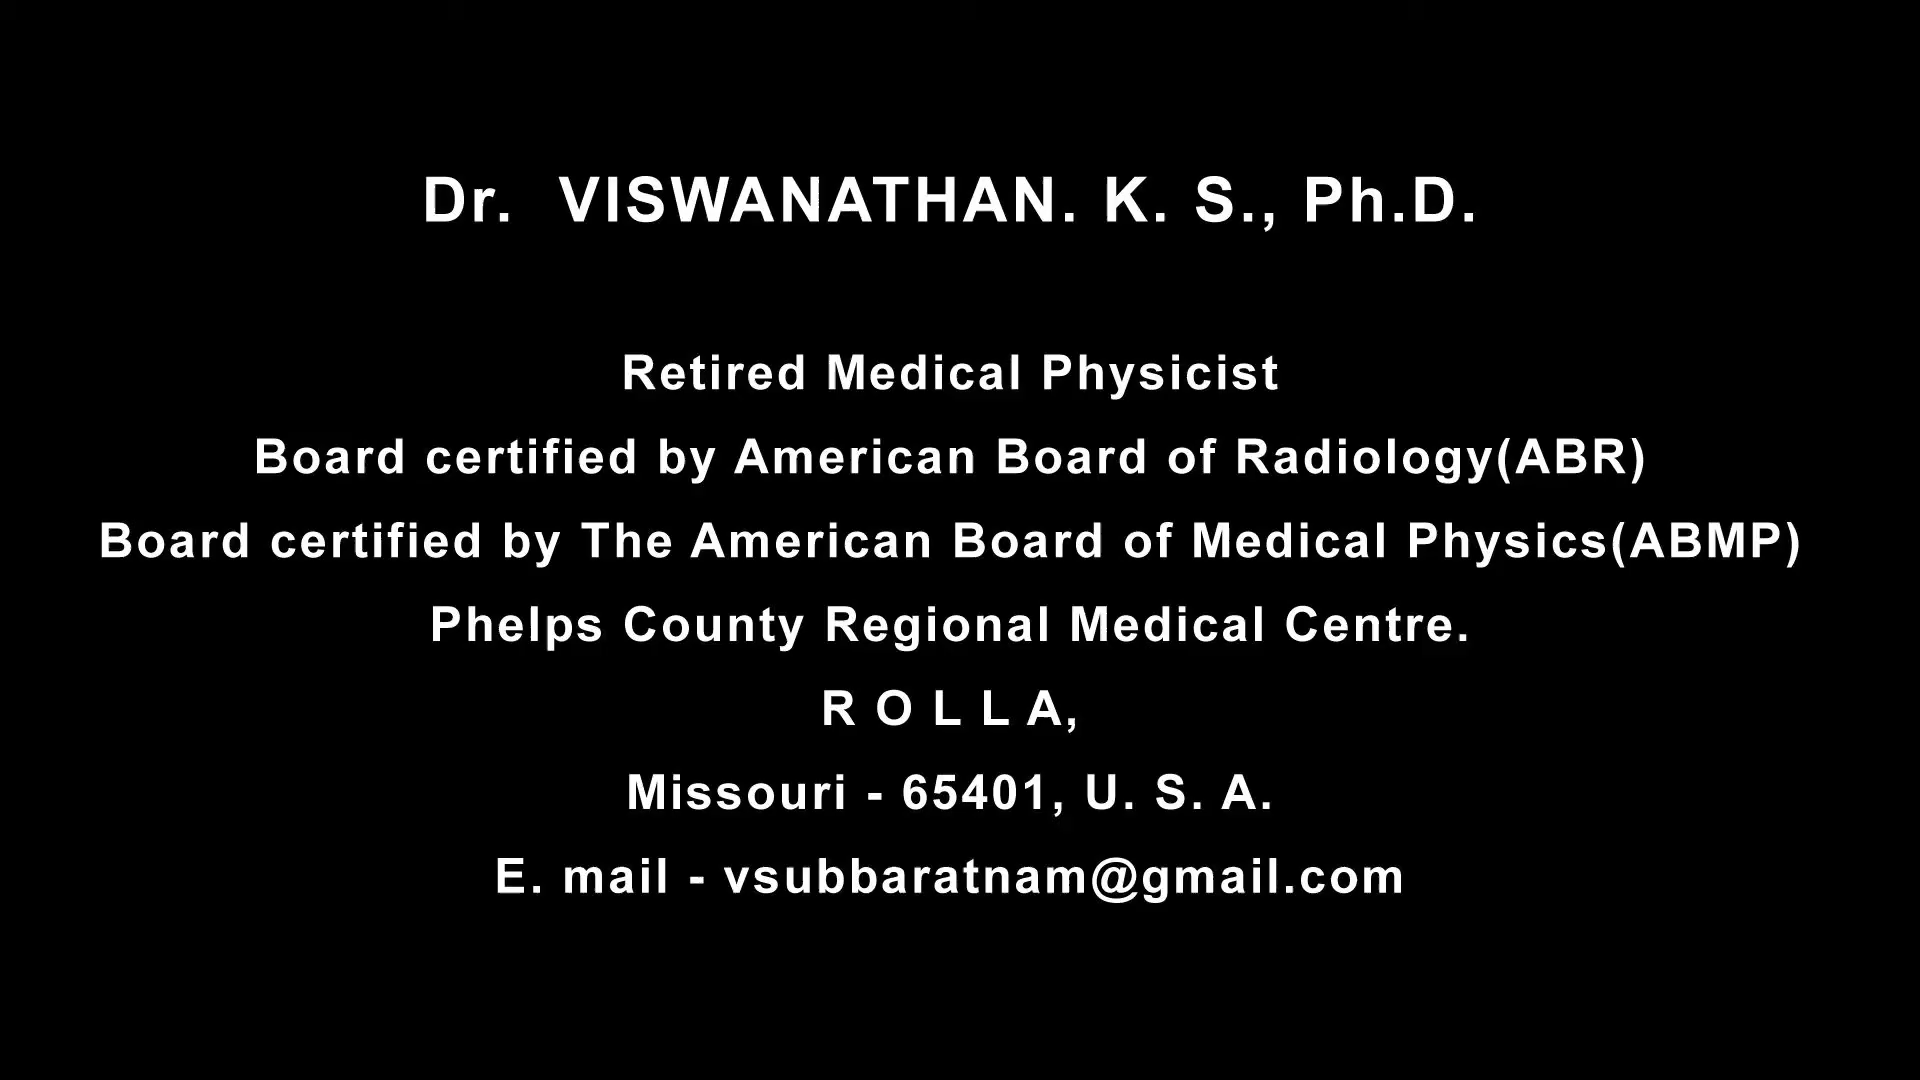 Dr. VISWANATHAN. K. S., Ph.D.
Retired Medical Physicist
Board certified by American Board of Radiology(ABR)
Board certified by The American Board of Medical Physics(ABMP)
Phelps County Regional Medical Centre.
R O L L A,
Missouri - 65401, U. S. A.
E. mail - vsubbaratnam@gmail.com